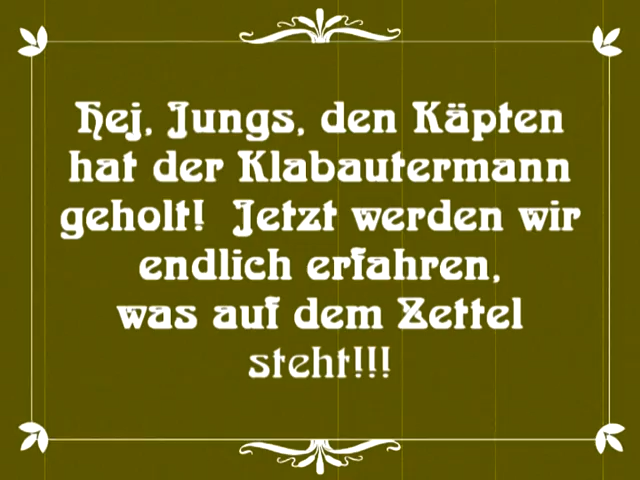 Hej, Jungs, den Käpten
hat der Klabautermann
geholt! Jetzt werden wir
endlich erfahren,
was auf dem Zettel
steht!!!